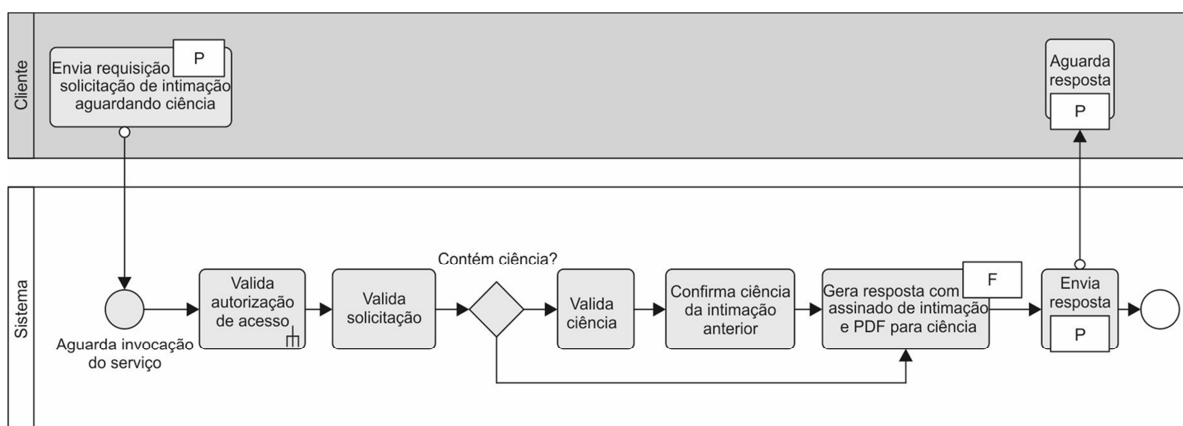 Cliente
Envia requisição
P
solicitação de intimação
aguardando ciência
Aguarda
resposta
P
Sistema
Aguarda invocação
do serviço
Valida
autorização
de acesso
Valida
solicitação
Contém ciência?
Valida
ciência
Confirma ciência
da intimação
anterior
F
Gera resposta com
assinado de intimação
e PDF para ciência
Envia
resposta
P